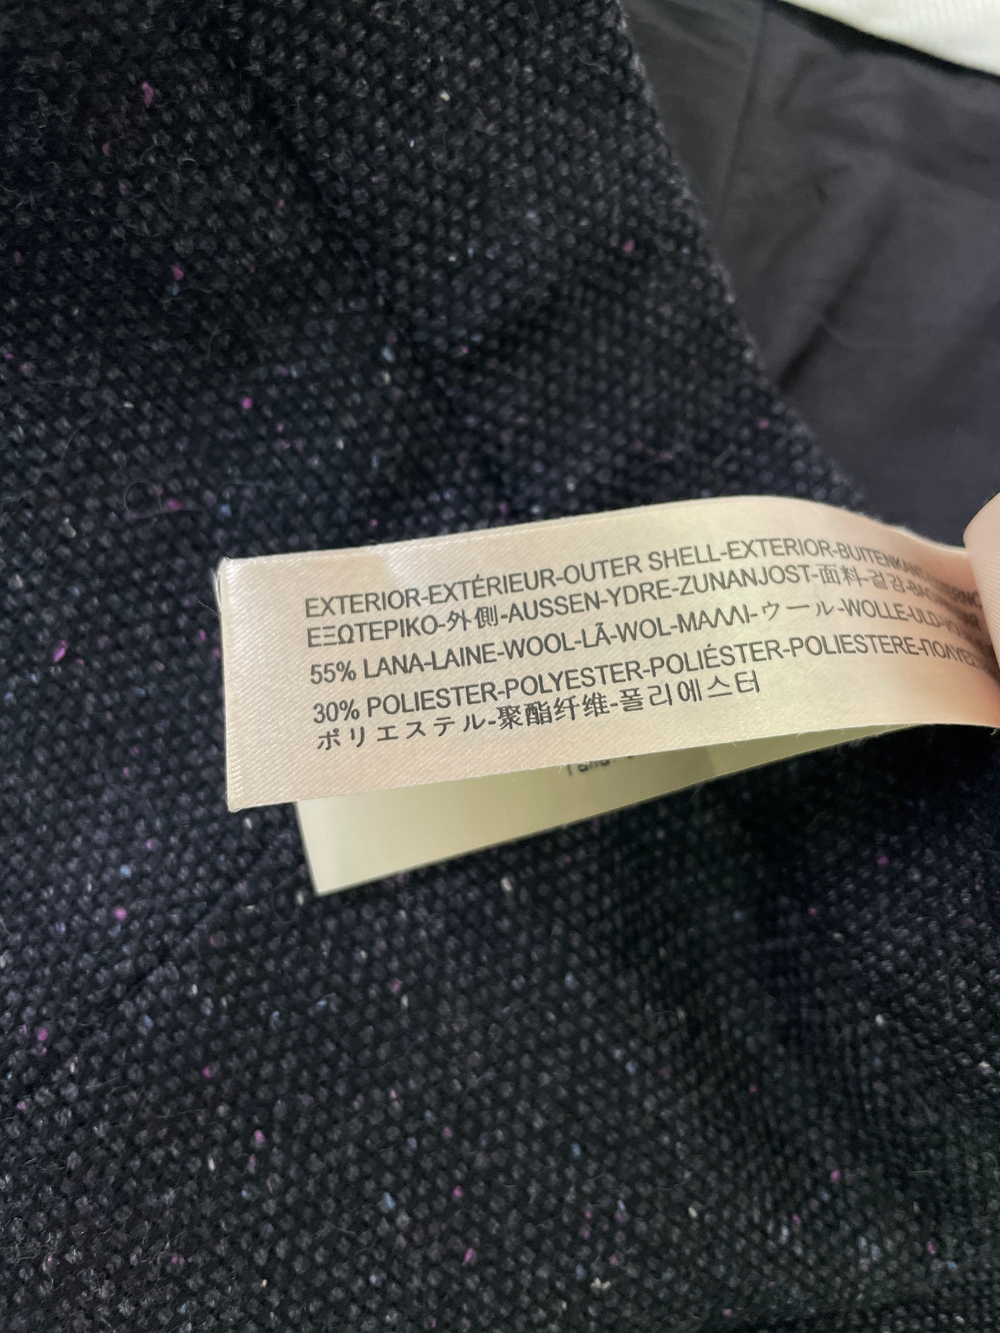 EXTERIOR-EXTÉRIEUR-OUTER SHELL-EXTERIOR-BUITENKANT
ΕΞΩΤΕΡΙΚΟ-外側-AUSSEN-YDRE-ZUNANJOST-面料-겉감
55% LANA-LAINE-WOOL-LÃ-WOL-ΜΑΛΛΙ-ウール-WOLLE-ULD
30% POLIESTER-POLYESTER-POLIÉSTER-POLIESTERE
ポリエステル-聚酯纤维-폴리에스터